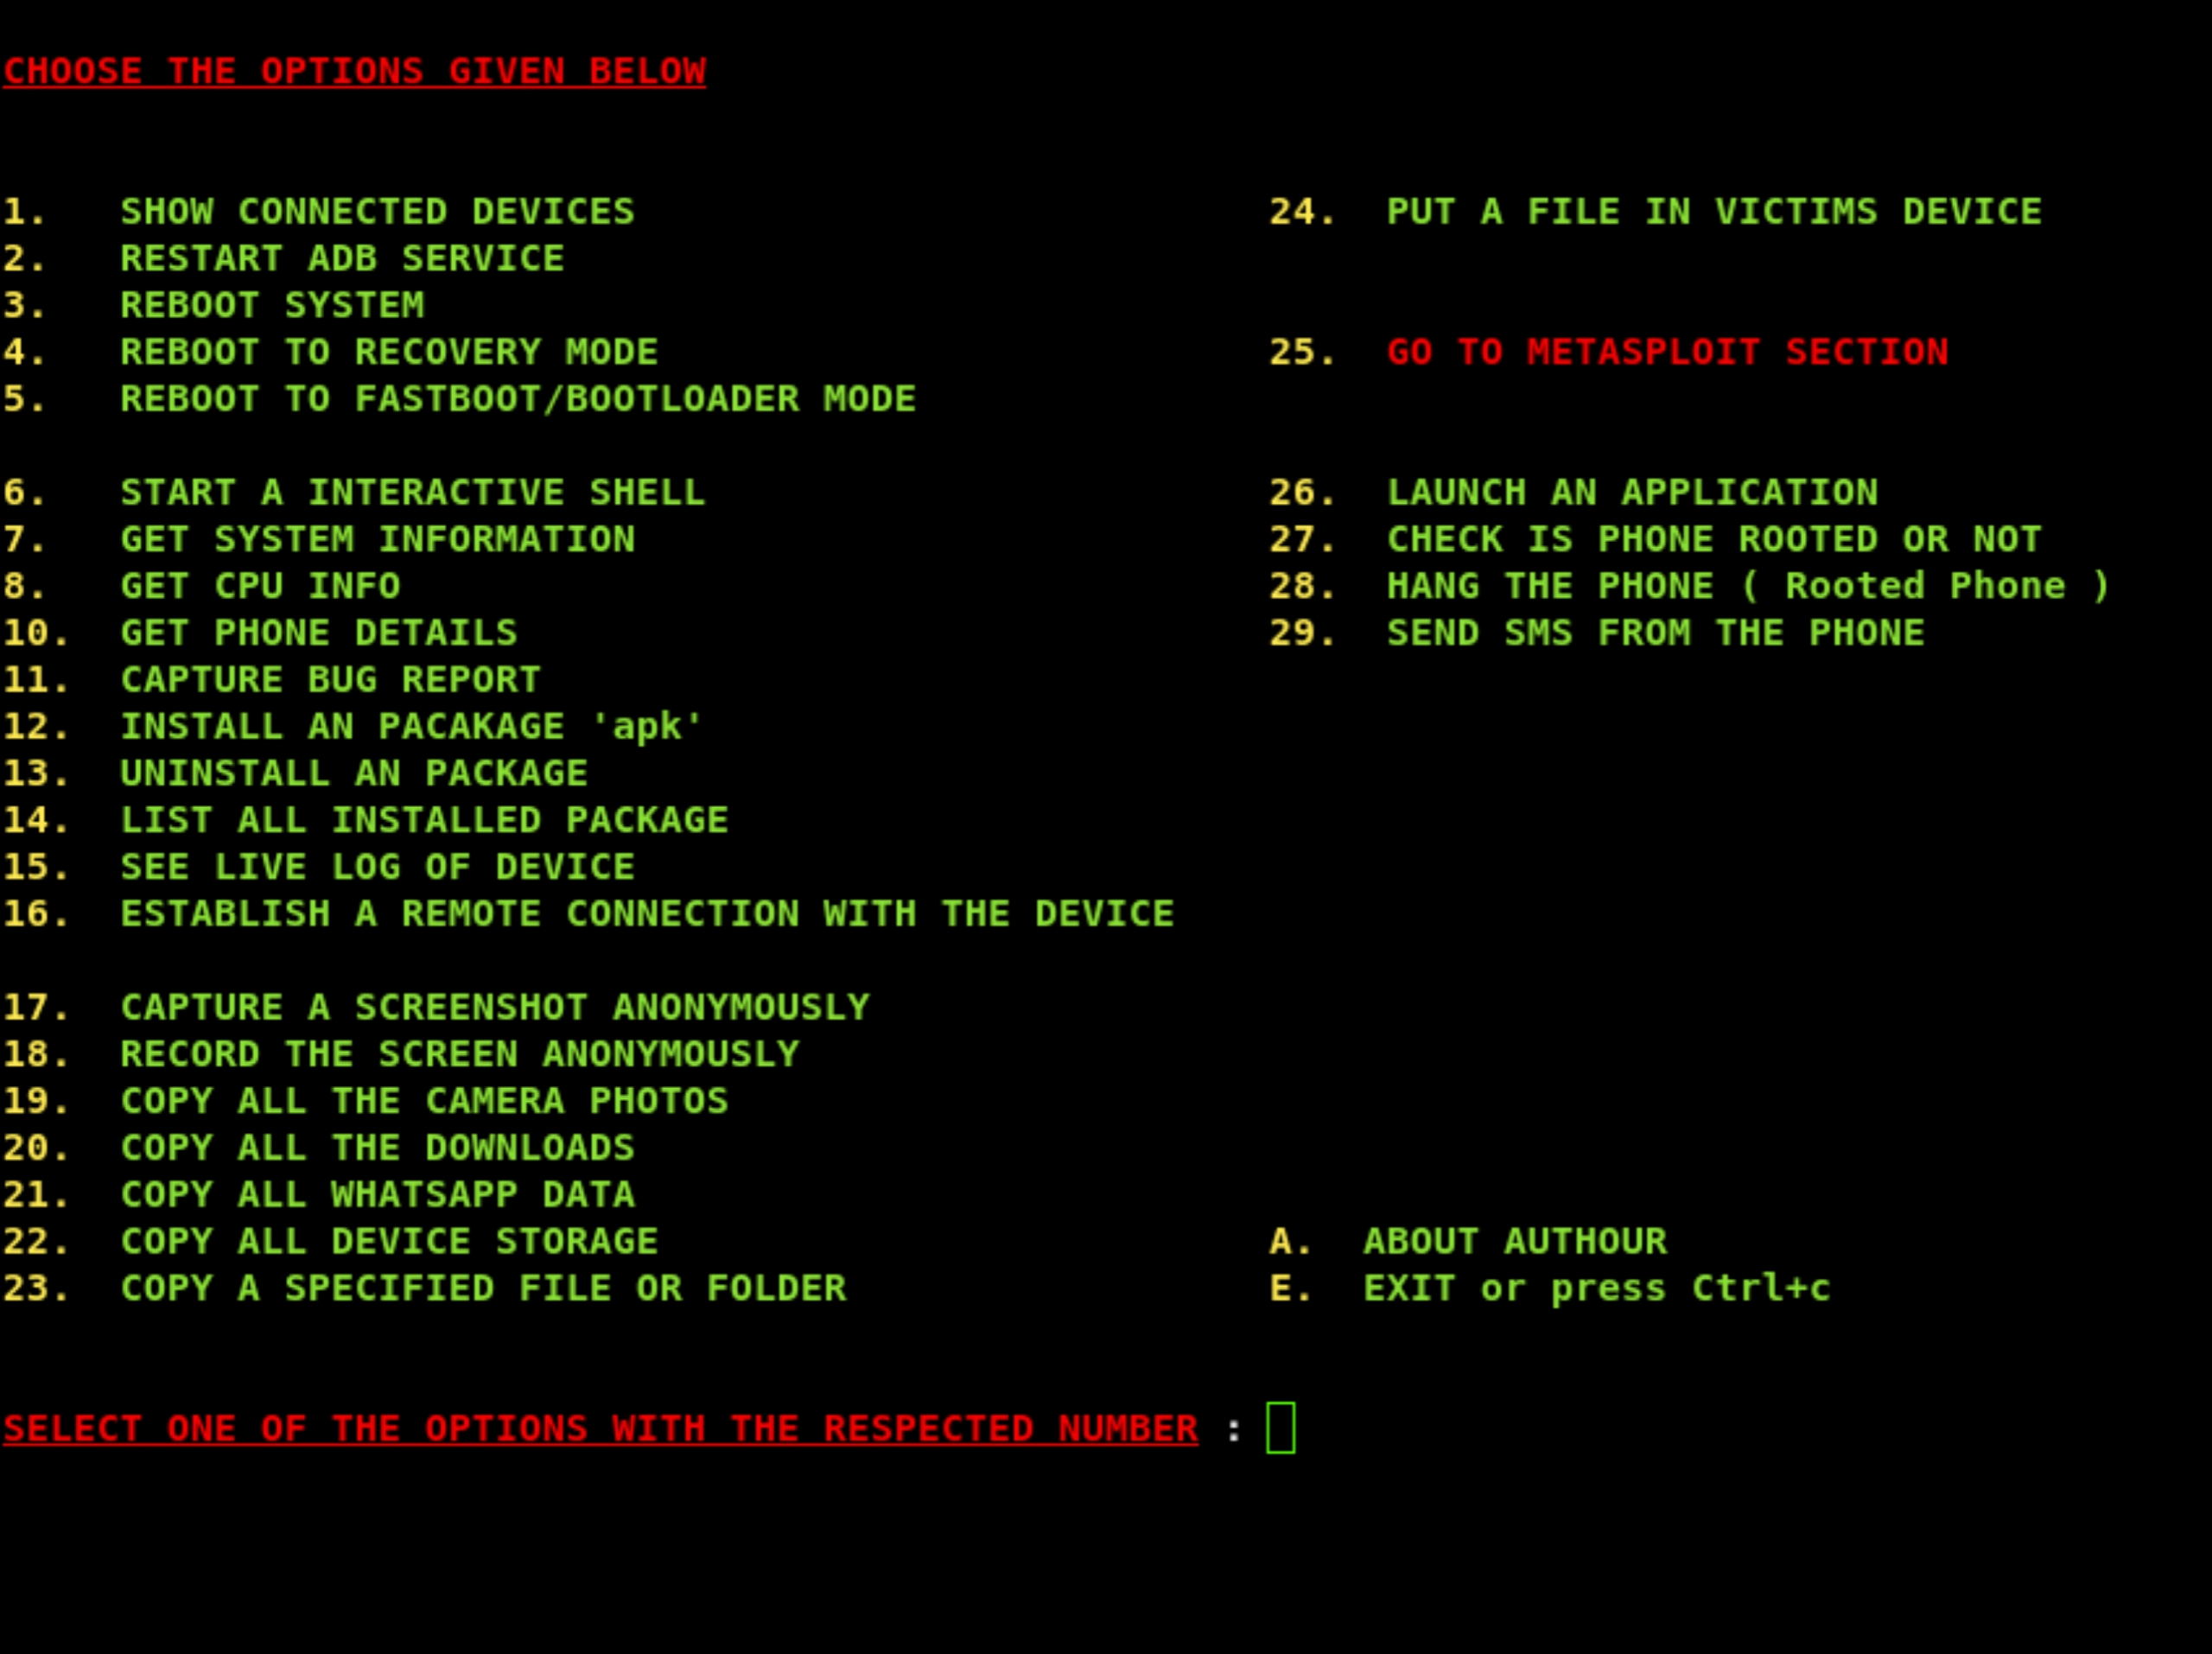 CHOOSE THE OPTIONS GIVEN BELOW
1. SHOW CONNECTED DEVICES
2. RESTART ADB SERVICE
3. REBOOT SYSTEM
4. REBOOT TO RECOVERY MODE
5. REBOOT TO FASTBOOT/BOOTLOADER MODE
6. START A INTERACTIVE SHELL
7. GET SYSTEM INFORMATION
8. GET CPU INFO
10. GET PHONE DETAILS
11. CAPTURE BUG REPORT
12. INSTALL AN PACAKAGE 'apk'
13. UNINSTALL AN PACKAGE
14. LIST ALL INSTALLED PACKAGE
15. SEE LIVE LOG OF DEVICE
16. ESTABLISH A REMOTE CONNECTION WITH THE DEVICE
17. CAPTURE A SCREENSHOT ANONYMOUSLY
18. RECORD THE SCREEN ANONYMOUSLY
19. COPY ALL THE CAMERA PHOTOS
20. COPY ALL THE DOWNLOADS
21. COPY ALL WHATSAPP DATA
22. COPY ALL DEVICE STORAGE
23. COPY A SPECIFIED FILE OR FOLDER
24. PUT A FILE IN VICTIMS DEVICE
25. GO TO METASPLOIT SECTION
26. LAUNCH AN APPLICATION
27. CHECK IS PHONE ROOTED OR NOT
28. HANG THE PHONE ( Rooted Phone )
29. SEND SMS FROM THE PHONE
A. ABOUT AUTHOUR
E. EXIT or press Ctrl+c
SELECT ONE OF THE OPTIONS WITH THE RESPECTED NUMBER :